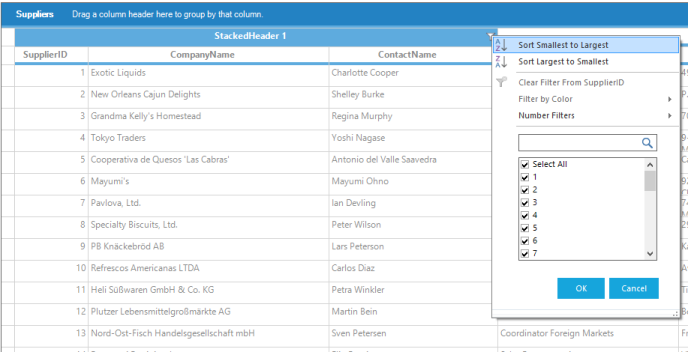 Suppliers Drag a column header here to group by that column.
StackedHeader 1
SupplierID CompanyName ContactName
Sort Smallest to Largest
Sort Largest to Smallest
Clear Filter From SupplierID
Filter by Color
Number Filters
Select All
1
2
3
4
5
6
7
OK Cancel
1 Exotic Liquids Charlotte Cooper
2 New Orleans Cajun Delights Shelley Burke
3 Grandma Kelly's Homestead Regina Murphy
4 Tokyo Traders Yoshi Nagase
5 Cooperativa de Quesos 'Las Cabras' Antonio del Valle Saavedra
6 Mayumi's Mayumi Ohno
7 Pavlova, Ltd. Ian Devling
8 Specialty Biscuits, Ltd. Peter Wilson
9 PB Knäckebröd AB Lars Peterson
10 Refrescos Americanas LTDA Carlos Diaz
11 Heli Süßwaren GmbH & Co. KG Petra Winkler
12 Plutzer Lebensmittelgroßmärkte AG Martin Bein
13 Nord-Ost-Fisch Handelsgesellschaft mbH Sven Petersen Coordinator Foreign Markets